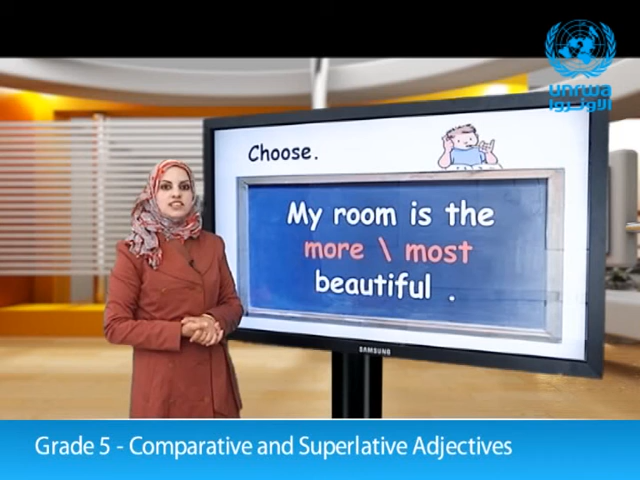 unrwa
الأونروا
Choose.
My room is the
more \ most
beautiful .
SAMSUNG
Grade 5 - Comparative and Superlative Adjectives